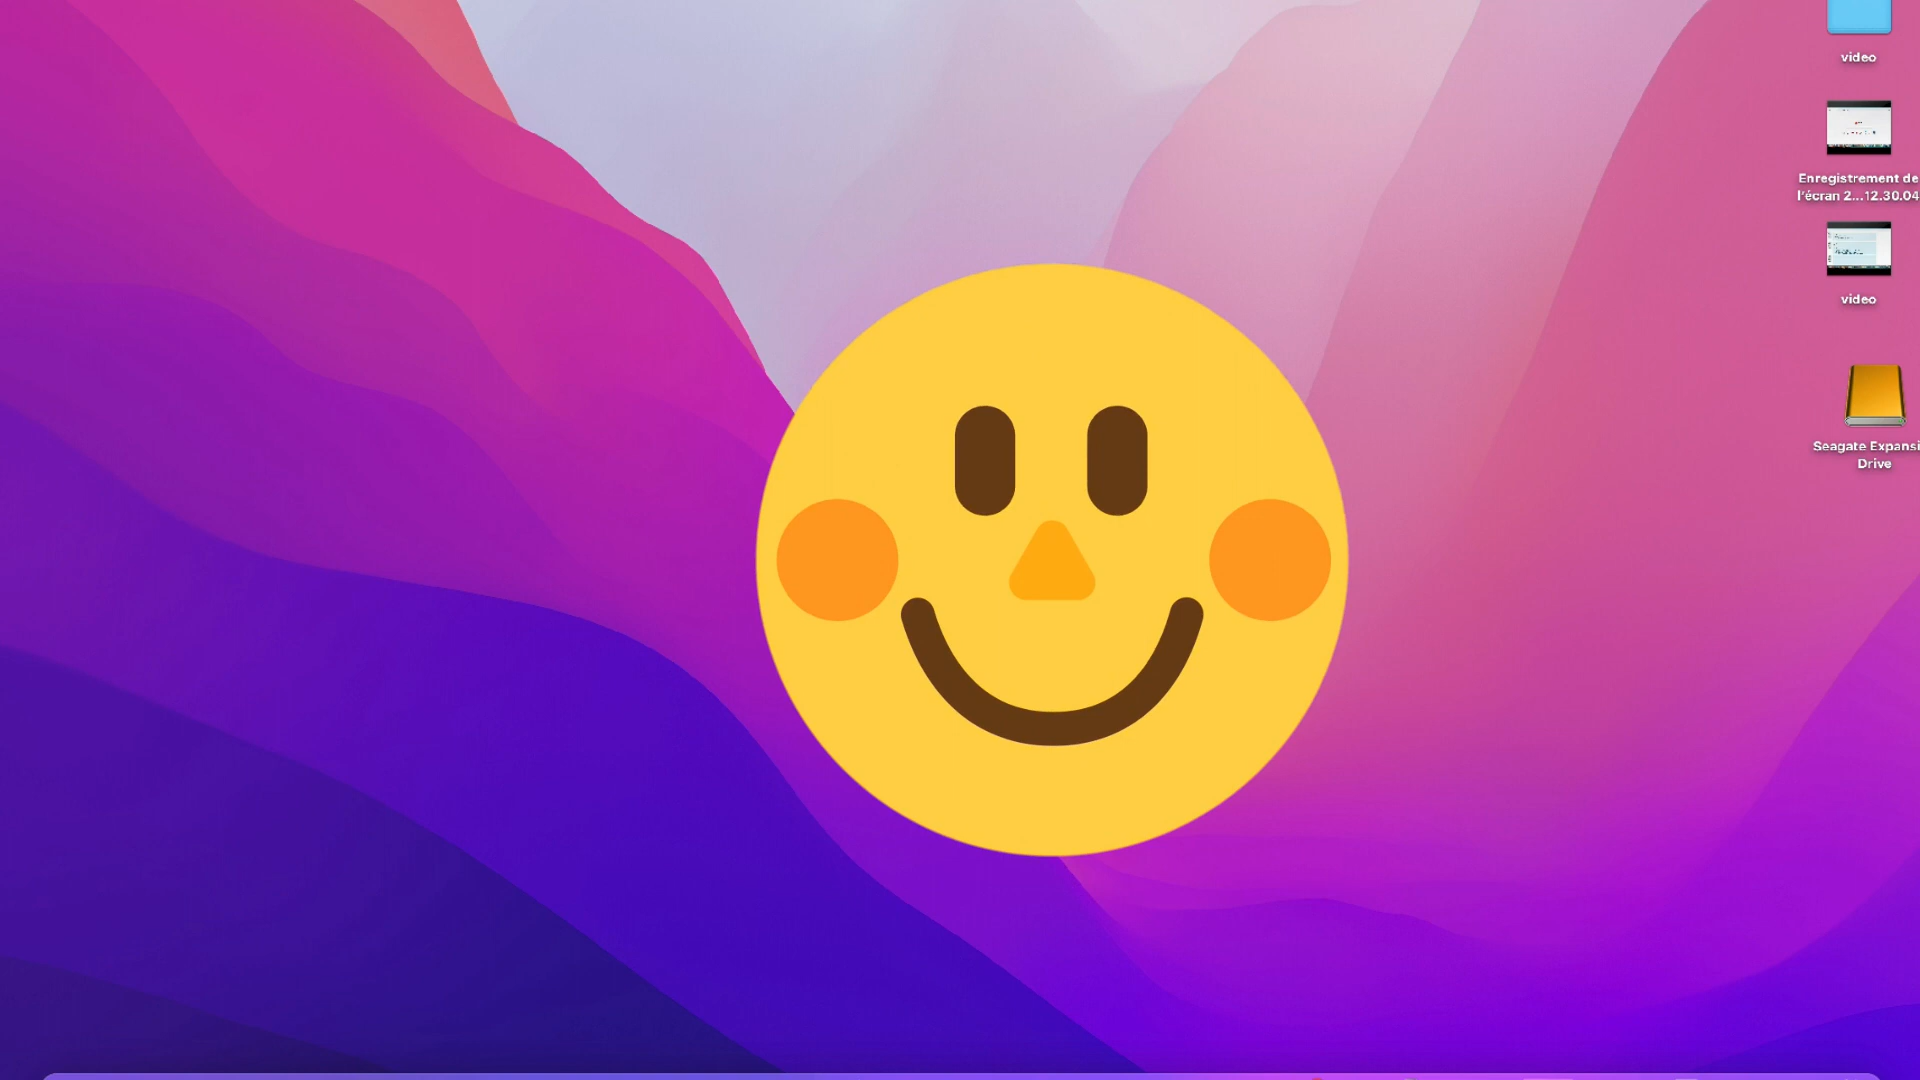 video
Enregistrement de
l'écran 2...12.30.04
video
Seagate Expansi
Drive